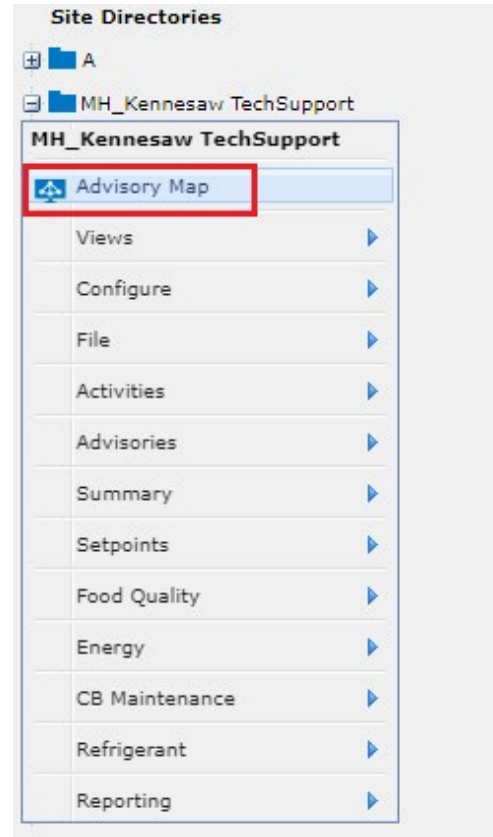 Site Directories
A
MH_Kennesaw TechSupport
MH_Kennesaw TechSupport
Advisory Map
Views
Configure
File
Activities
Advisories
Summary
Setpoints
Food Quality
Energy
CB Maintenance
Refrigerant
Reporting